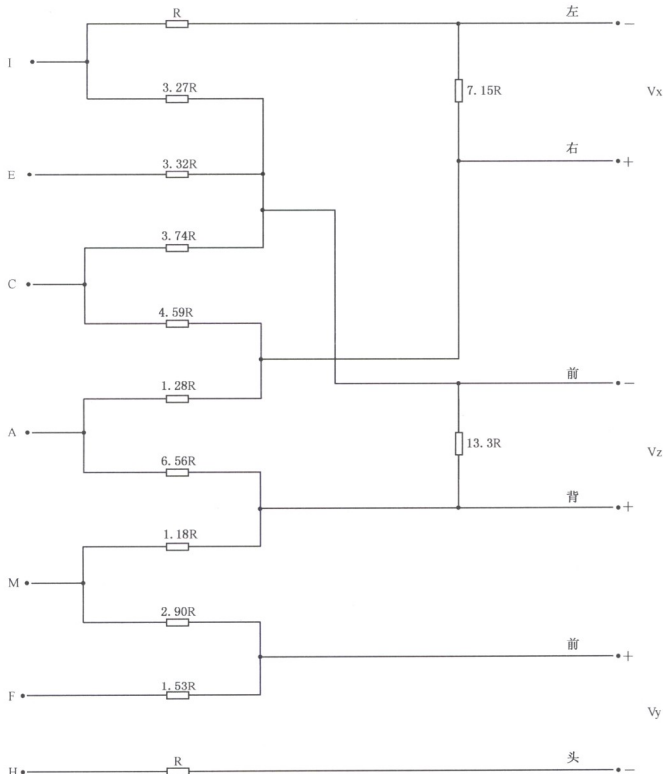 R
左
−
I
3.27R
7.15R
Vx
3.32R
右
E
+
3.74R
C
4.59R
1.28R
前
−
A
6.56R
13.3R
Vz
背
+
1.18R
M
2.90R
前
+
F
1.53R
Vy
R
头
H
−